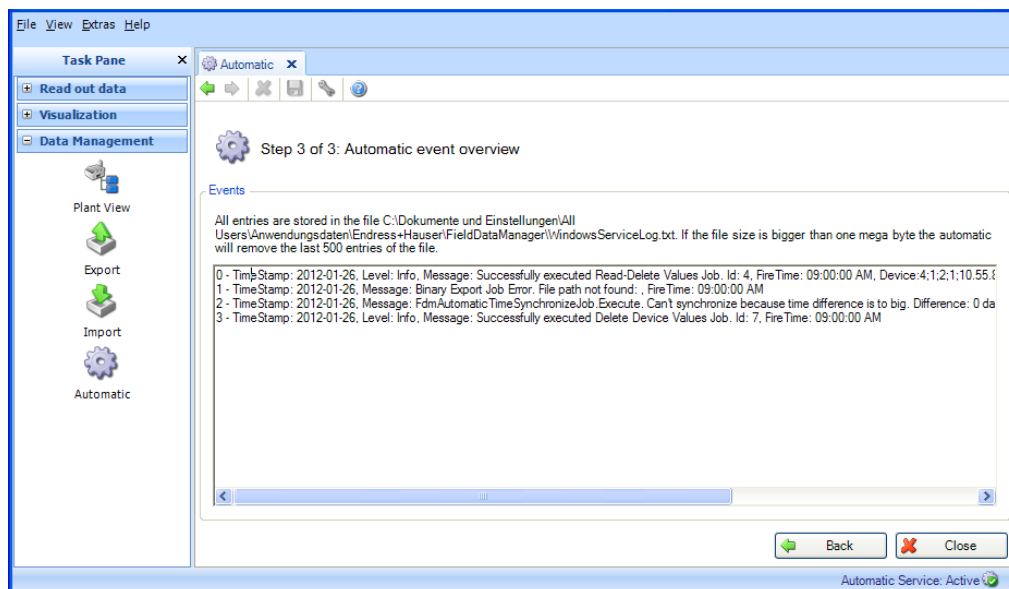 File View Extras Help
Task Pane
Automatic
Read out data
Visualization
Data Management
Plant View
Export
Import
Automatic
Step 3 of 3: Automatic event overview
Events
All entries are stored in the file C:\Dokumente und Einstellungen\All
Users\Anwendungsdaten\Endress+Hauser\FieldDataManager\WindowsServiceLog.txt. If the file size is bigger than one mega byte the automatic
will remove the last 500 entries of the file.
0 - TimeStamp: 2012-01-26, Level: Info, Message: Successfully executed Read-Delete Values Job. Id: 4, FireTime: 09:00:00 AM, Device:4;1;2;1;10.55.
1 - TimeStamp: 2012-01-26, Message: Binary Export Job Error. File path not found: , FireTime: 09:00:00 AM
2 - TimeStamp: 2012-01-26, Message: FdmAutomaticTimeSynchronizeJob.Execute. Can't synchronize because time difference is to big. Difference: 0 da
3 - TimeStamp: 2012-01-26, Level: Info, Message: Successfully executed Delete Device Values Job. Id: 7, FireTime: 09:00:00 AM
Back
Close
Automatic Service: Active